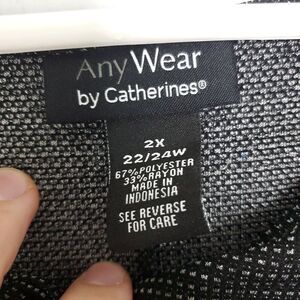 Any Wear
by Catherines®
2X
22/24W
67% POLYESTER
33% RAYON
MADE IN
INDONESIA
SEE REVERSE
FOR CARE